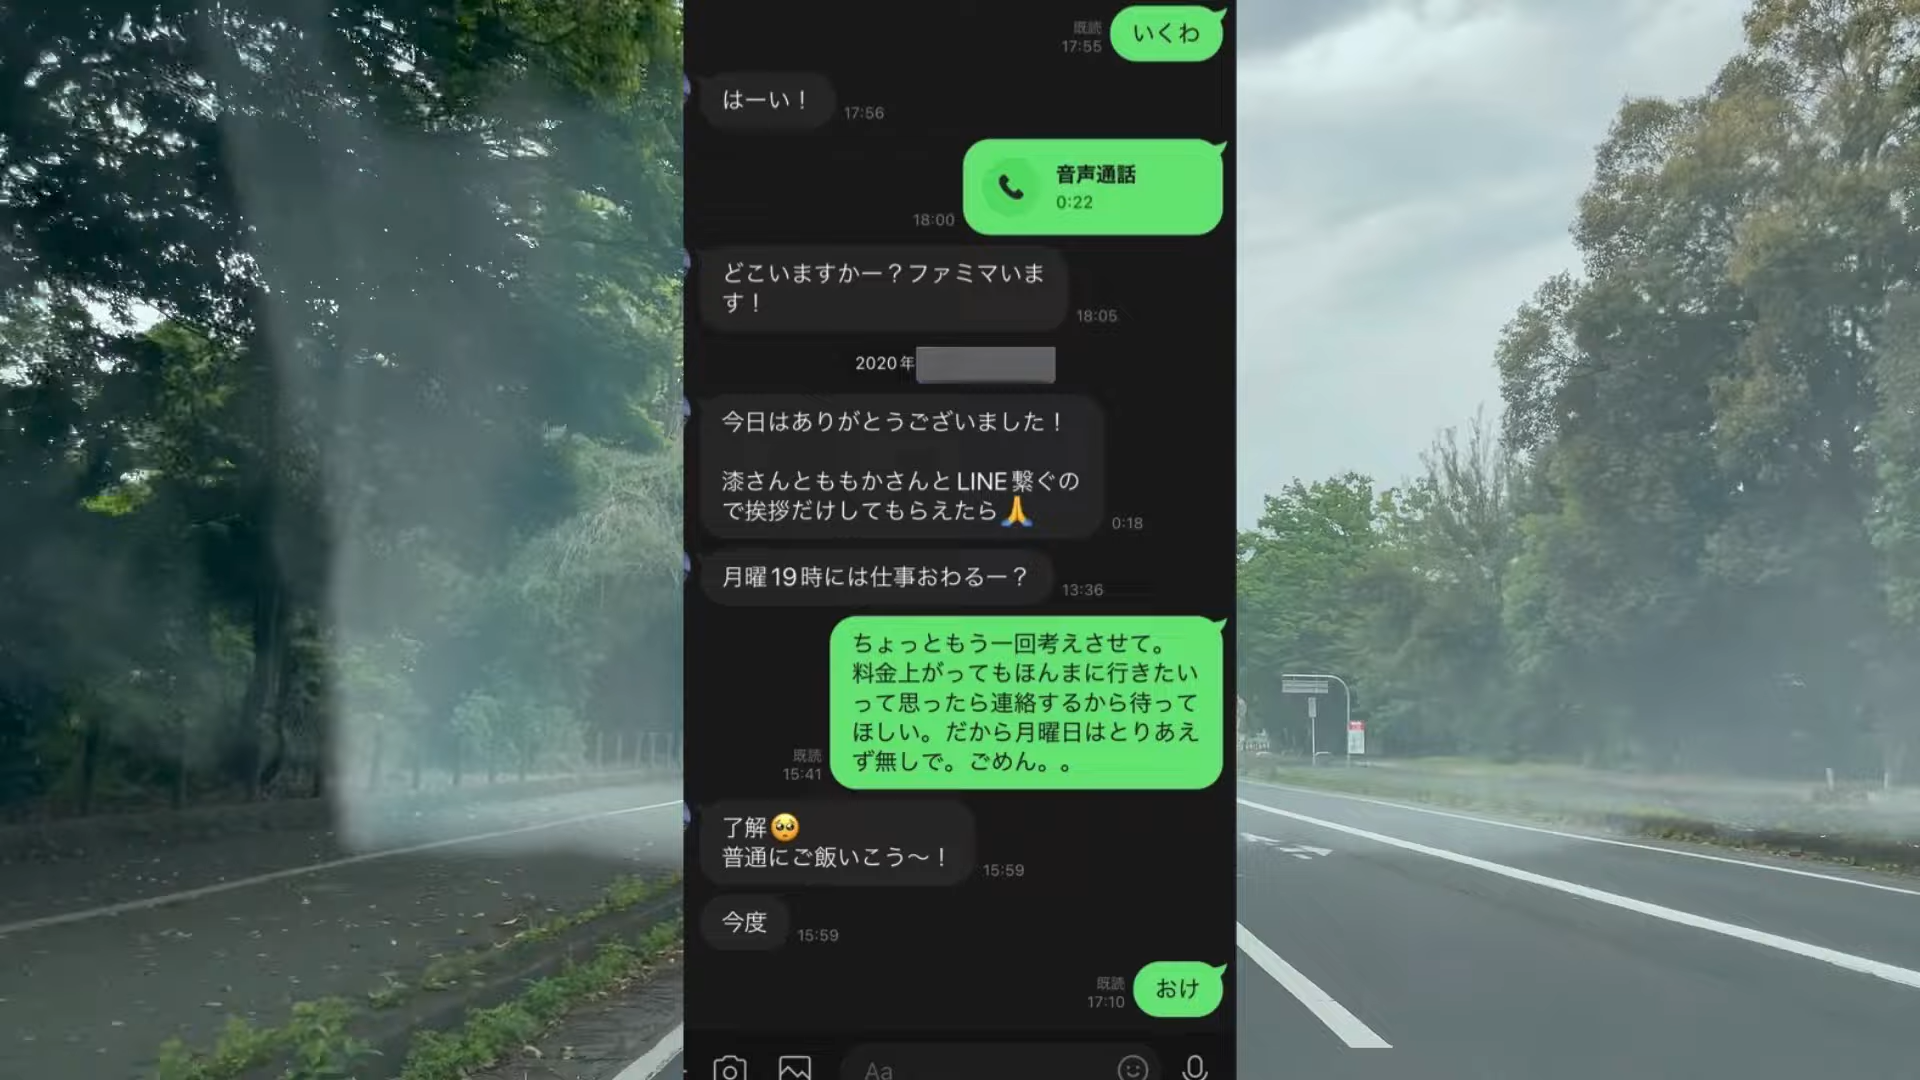 いくわ
既読
17:55
はーい！
17:56
音声通話
0:22
18:00
どこいますかー？ファミマいま
す！
18:05
2020年
今日はありがとうございました！
漆さんとももかさんとLINE繋ぐの
で挨拶だけしてもらえたら🙏
0:18
月曜19時には仕事おわるー？
13:36
ちょっともう一回考えさせて。
料金上がってもほんまに行きたい
って思ったら連絡するから待って
ほしい。だから月曜日はとりあえ
ず無しで。ごめん。。
既読
15:41
了解🥺
普通にご飯いこう〜！
15:59
今度
15:59
おけ
既読
17:10
Aa